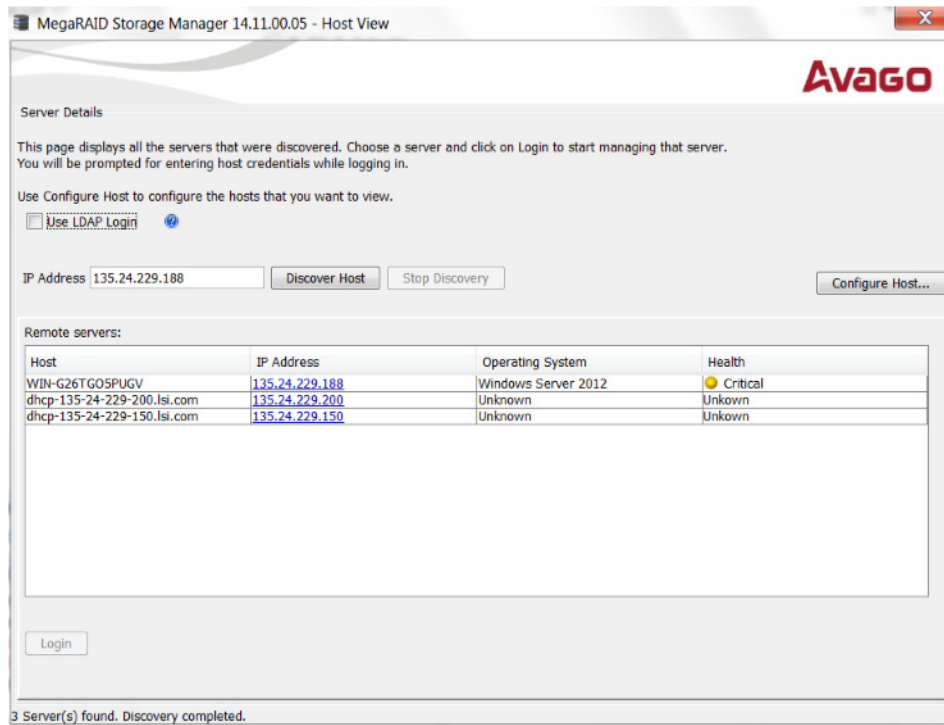 MegaRAID Storage Manager 14.11.00.05 - Host View
AVAGO
Server Details
This page displays all the servers that were discovered. Choose a server and click on Login to start managing that server.
You will be prompted for entering host credentials while logging in.
Use Configure Host to configure the hosts that you want to view.
Use LDAP Login
IP Address 135.24.229.188 Discover Host Stop Discovery Configure Host...
Remote servers:
Host IP Address Operating System Health
WIN-G26TGO5PUGV 135.24.229.188 Windows Server 2012 Critical
dhcp-135-24-229-200.lsi.com 135.24.229.200 Unknown Unkown
dhcp-135-24-229-150.lsi.com 135.24.229.150 Unknown Unkown
Login
3 Server(s) found. Discovery completed.